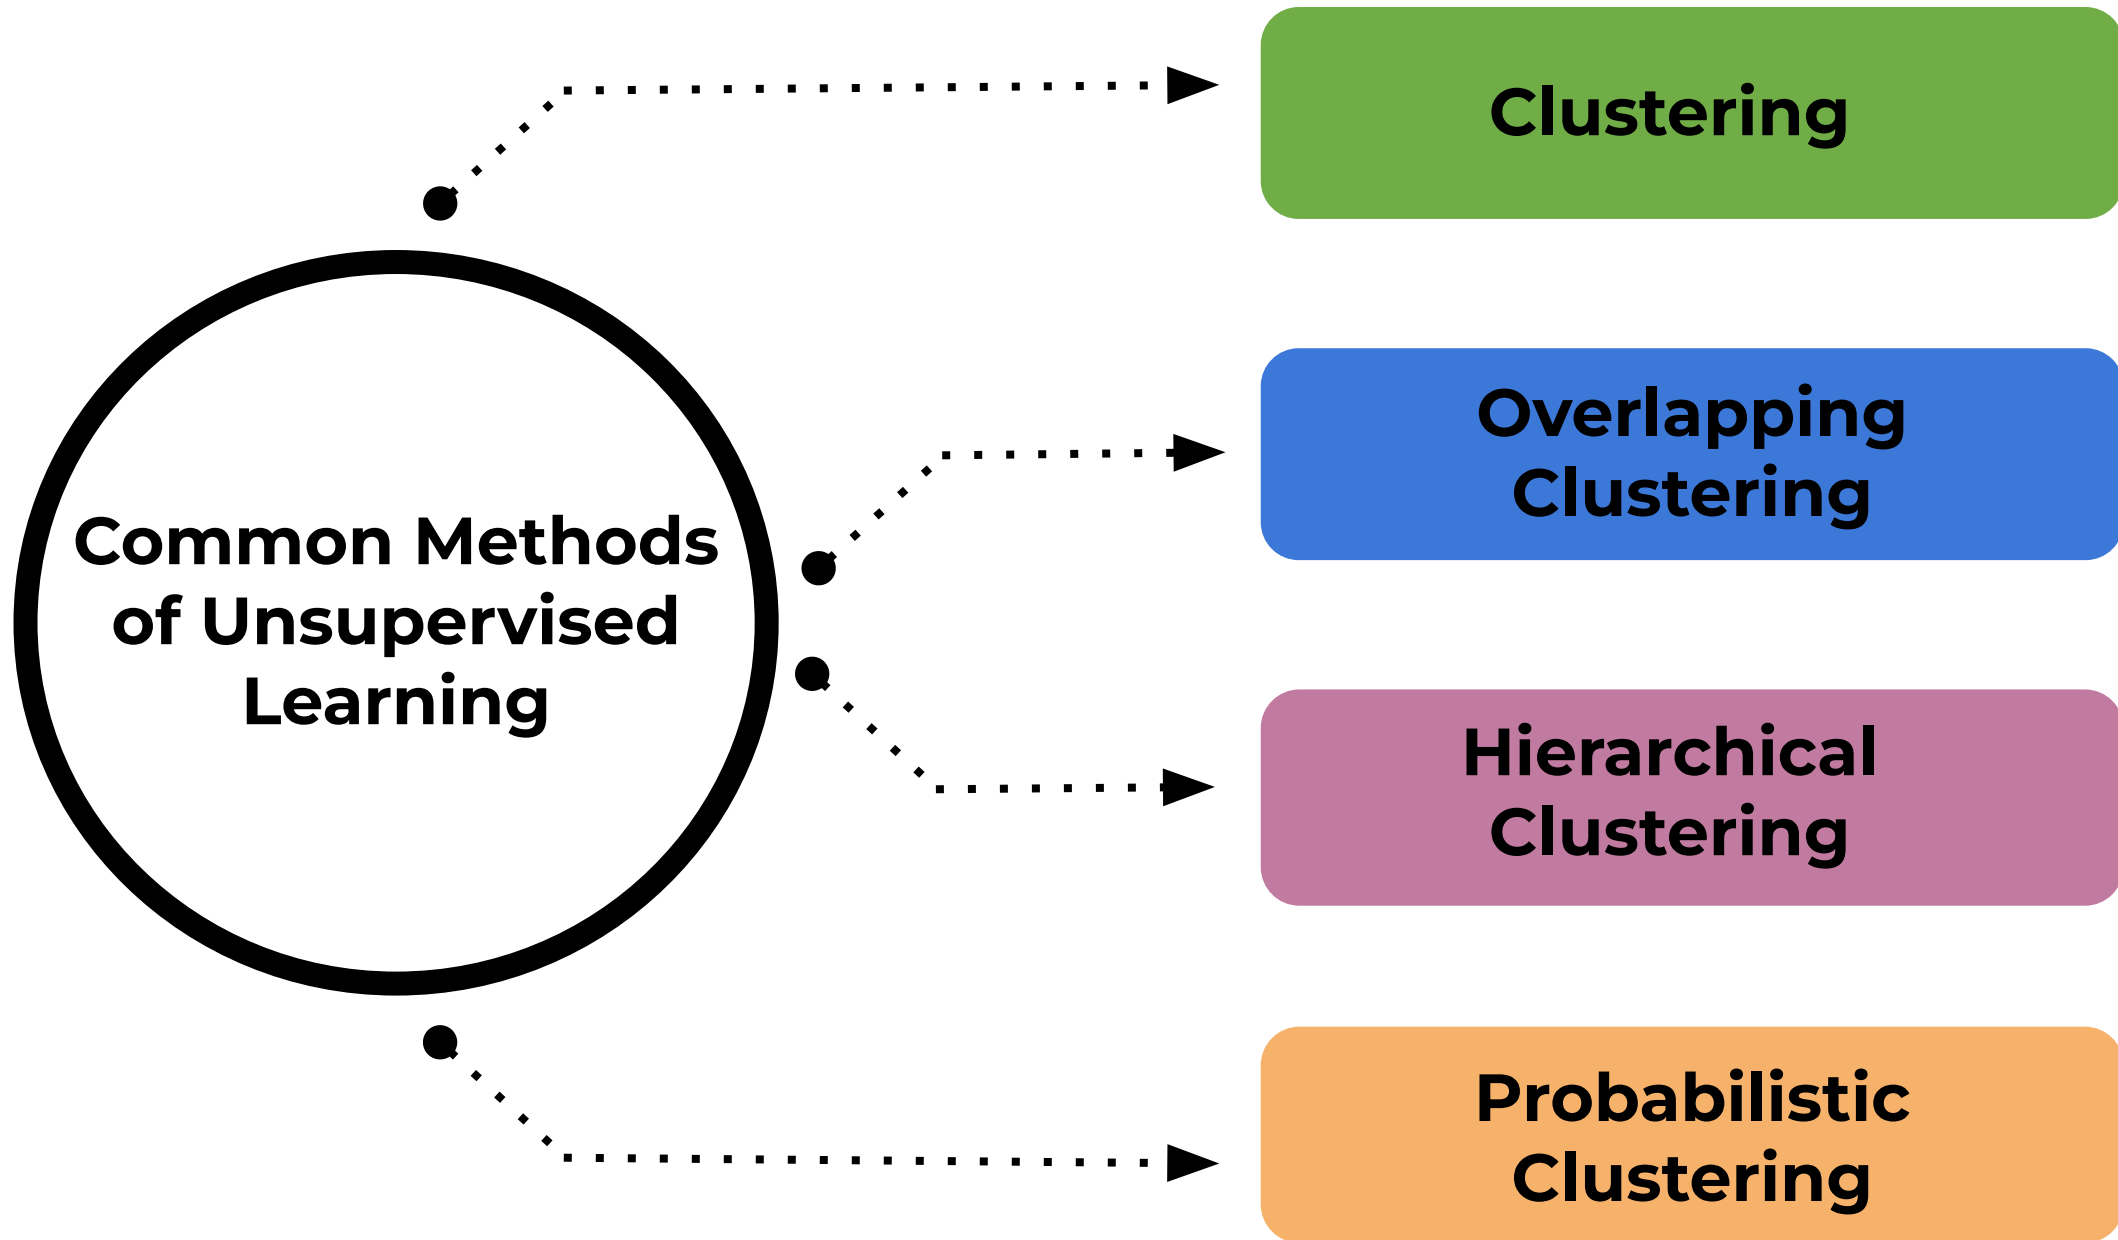 Common Methods
of Unsupervised
Learning
Clustering
Overlapping
Clustering
Hierarchical
Clustering
Probabilistic
Clustering